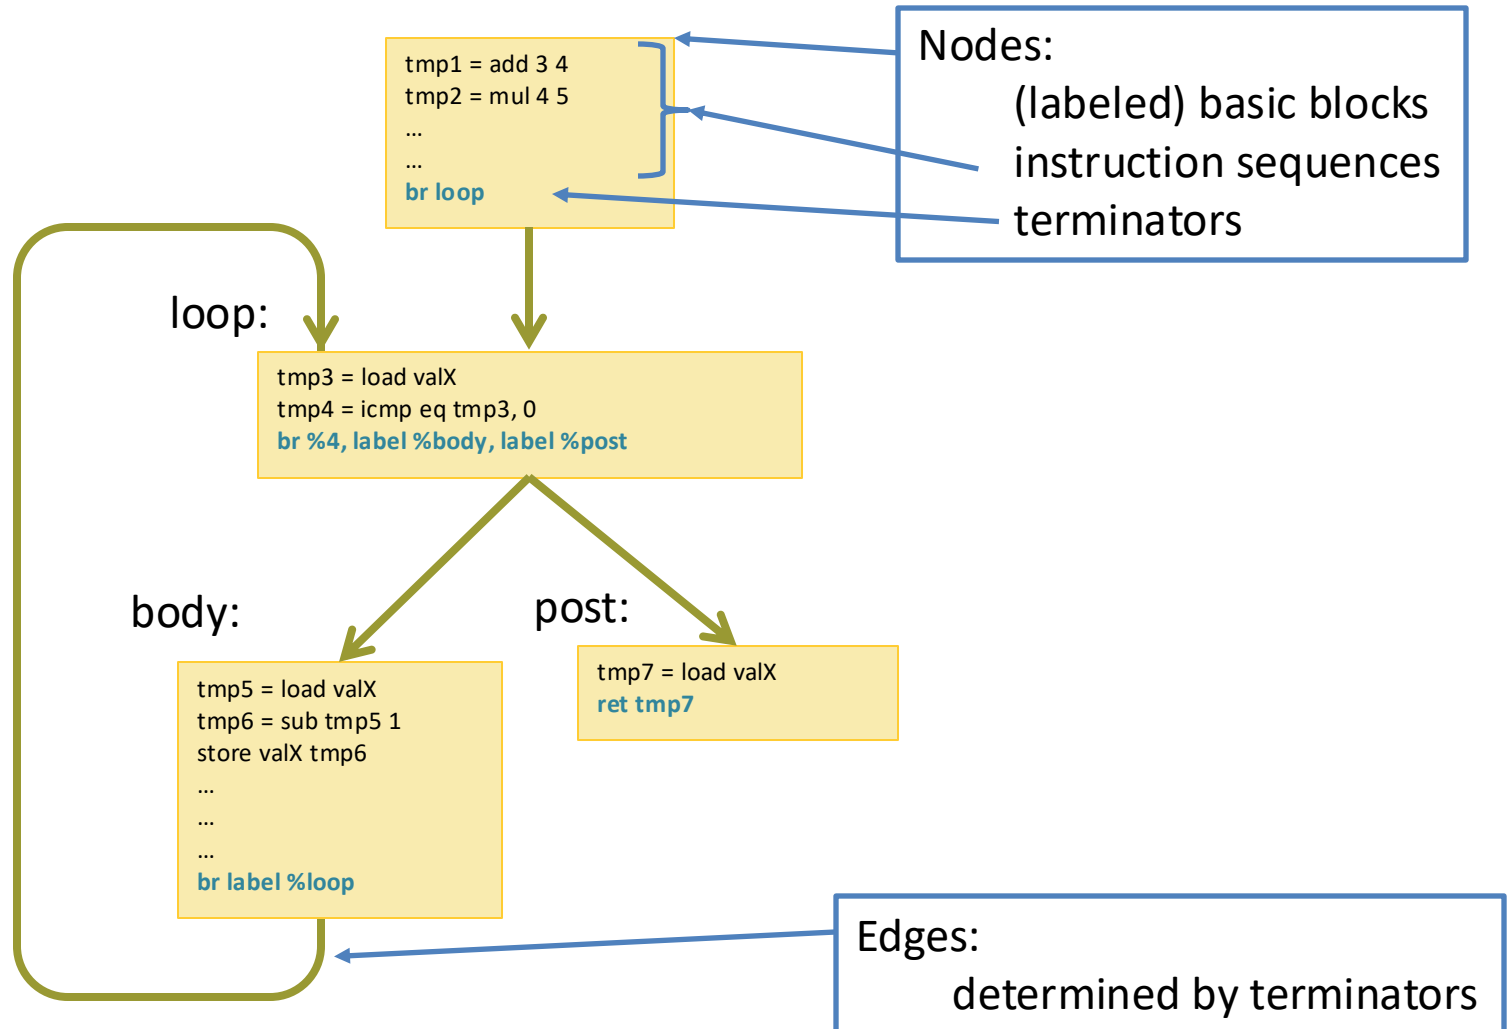 tmp1 = add 3 4
tmp2 = mul 4 5
...
...
br loop
Nodes:
(labeled) basic blocks
instruction sequences
terminators
loop:
tmp3 = load valX
tmp4 = icmp eq tmp3, 0
br %4, label %body, label %post
body:
tmp5 = load valX
tmp6 = sub tmp5 1
store valX tmp6
...
...
...
br label %loop
post:
tmp7 = load valX
ret tmp7
Edges:
determined by terminators